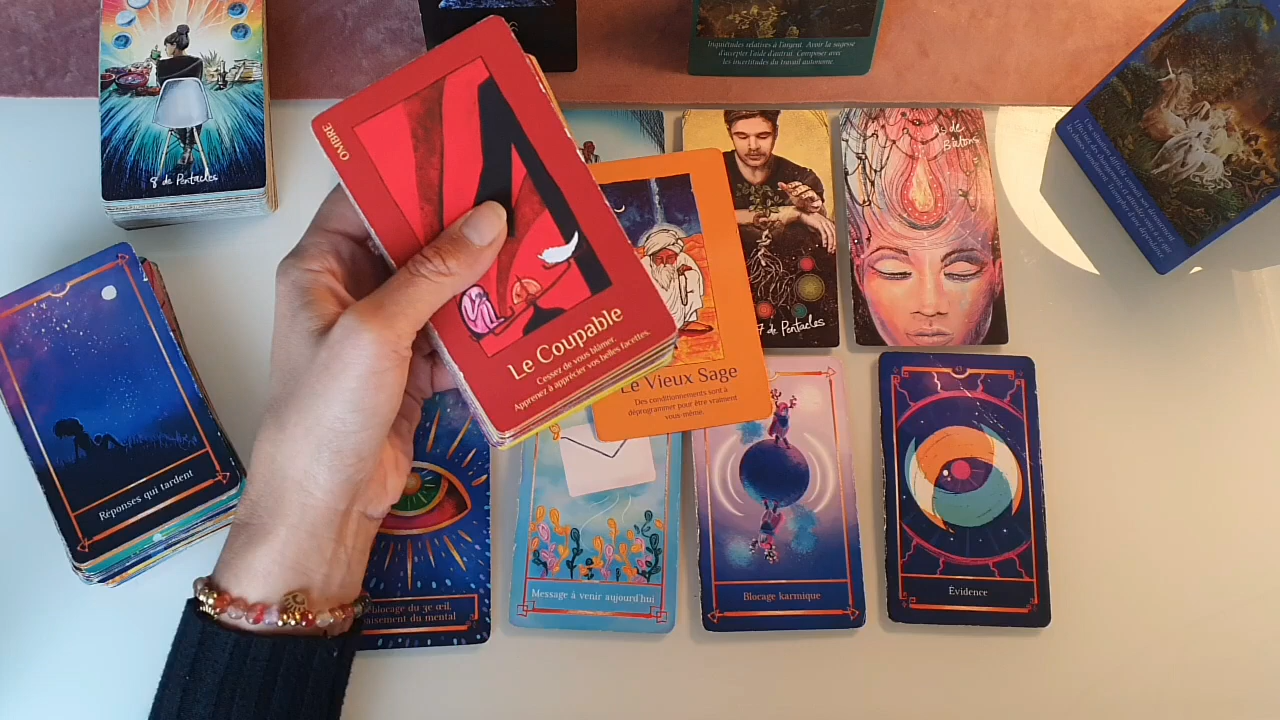 8 de Pentacles
Inquiétudes relatives à l'argent. Avoir la sagesse
d'accepter l'aide d'autrui. Composer avec
les incertitudes du travail autonome.
As de
Bâtons
OMBRE
Le Coupable
Cessez de vous blâmer.
Apprenez à apprécier vos belles facettes.
7 de Pentacles
Le Vieux Sage
Des conditionnements sont à
déprogrammer pour être vraiment
vous-même.
Réponses qui tardent
blocage du 3e œil,
paisement du mental
Message à venir aujourd'hui
Blocage karmique
Évidence